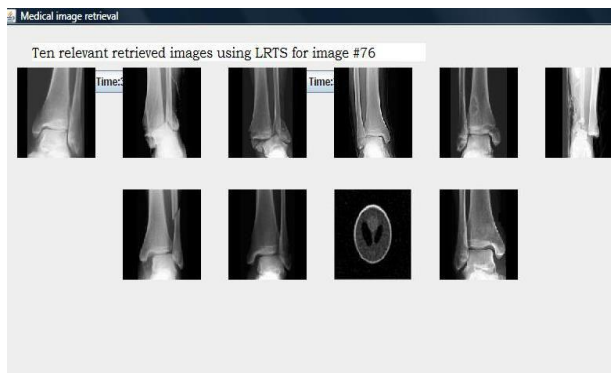 Medical image retrieval
Ten relevant retrieved images using LRTS for image #76
Time:
Time: